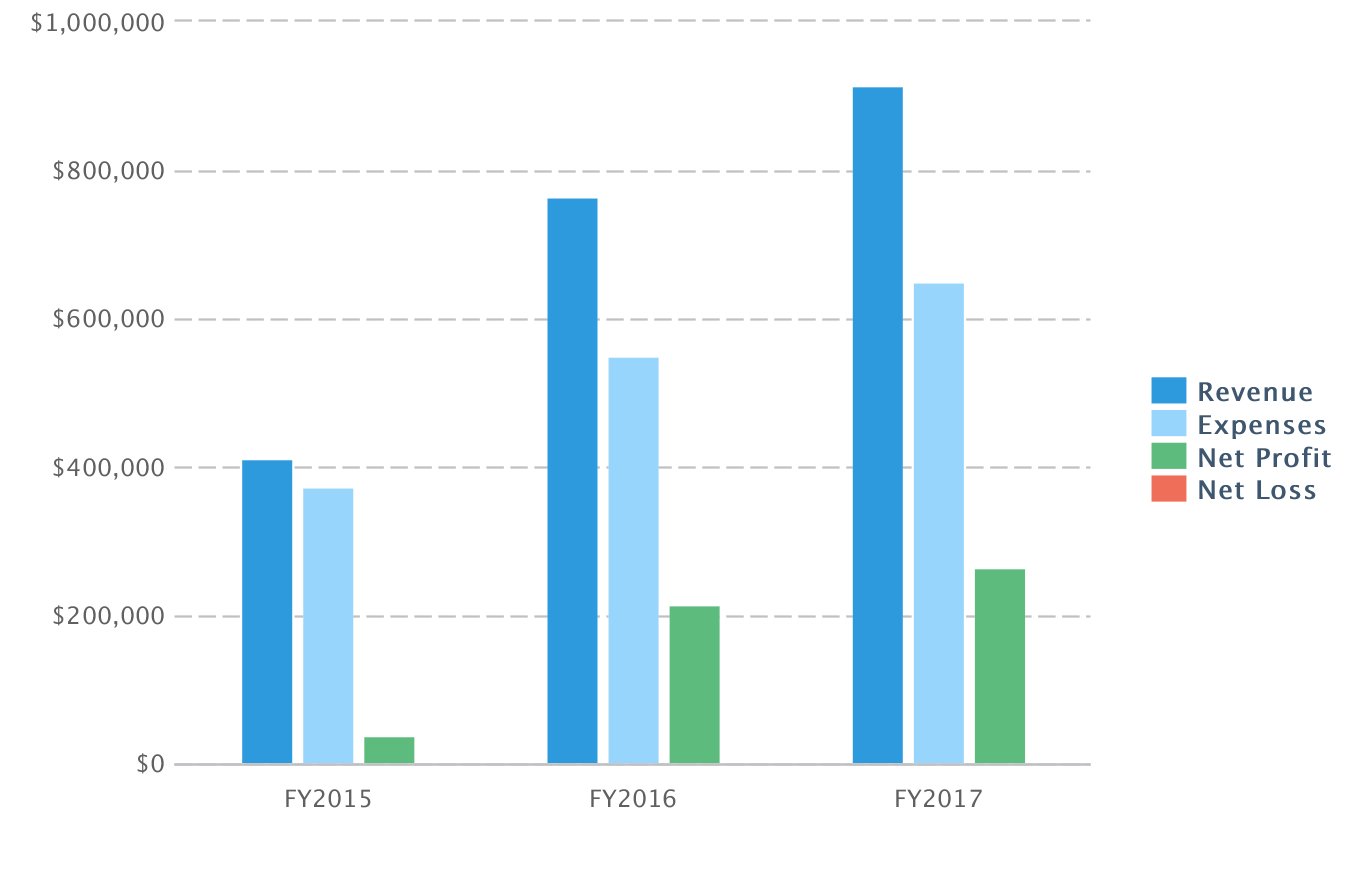 $1,000,000
$800,000
$600,000
$400,000
$200,000
$0
FY2015
FY2016
FY2017
Revenue
Expenses
Net Profit
Net Loss